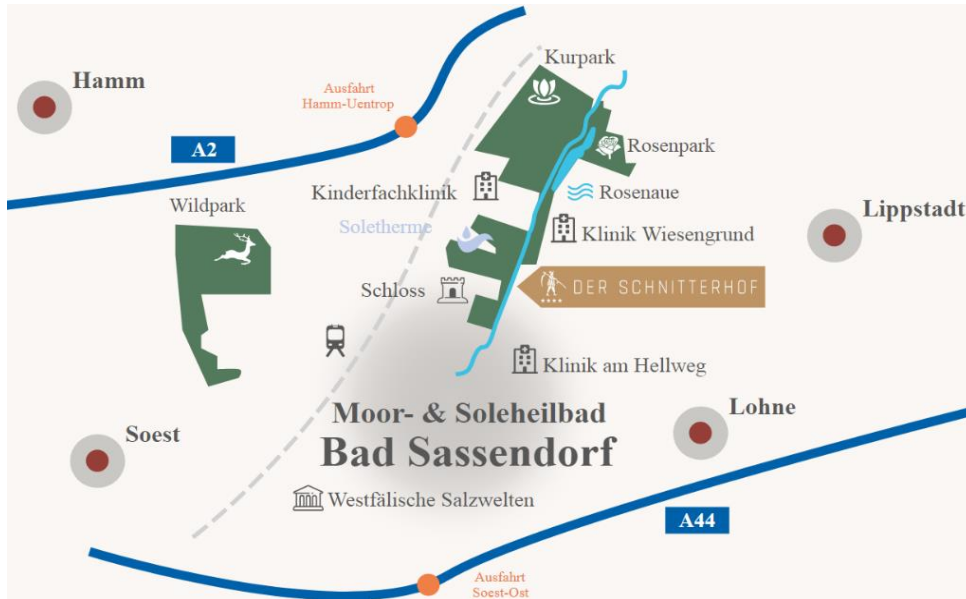 Kurpark
Hamm
Ausfahrt
Hamm-Uentrop
A2
Rosenpark
Kinderfachklinik
Rosenaue
Wildpark
Lippstadt
Soletherme
Klinik Wiesengrund
Schloss
DER SCHNITTERHOF
Klinik am Hellweg
Moor- & Soleheilbad
Bad Sassendorf
Lohne
Soest
Westfälische Salzwelten
A44
Ausfahrt
Soest-Ost